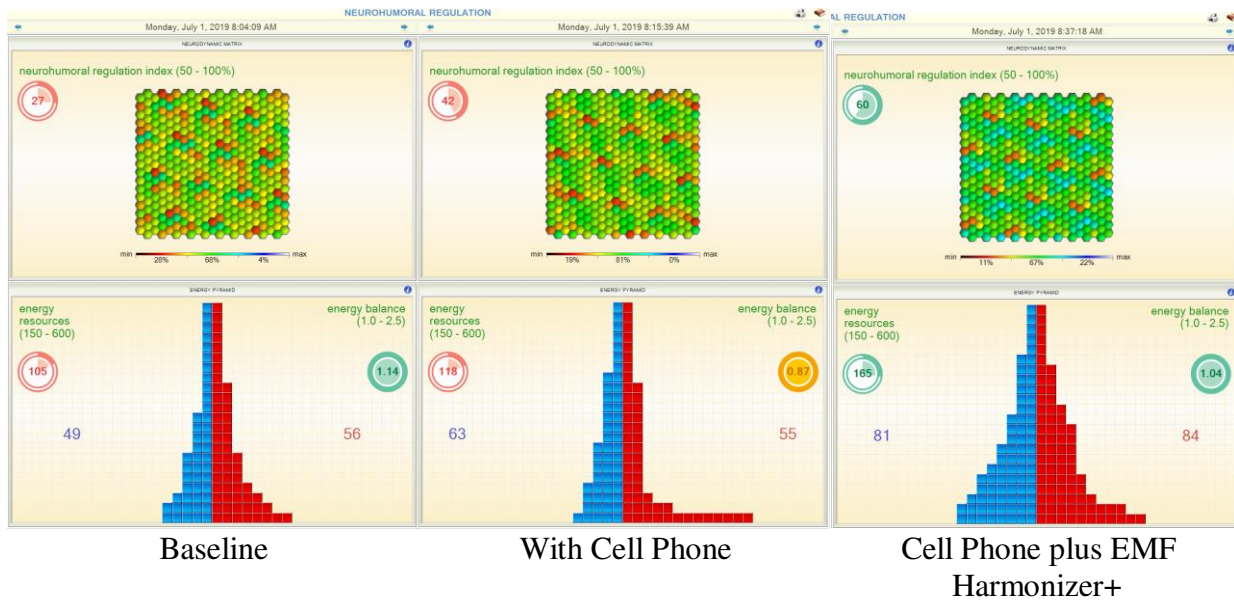 NEUROHUMORAL REGULATION
AL REGULATION
Monday, July 1, 2019 8:04:09 AM
Monday, July 1, 2019 8:15:39 AM
Monday, July 1, 2019 8:37:18 AM
NEURODYNAMIC MATRIX
NEURODYNAMIC MATRIX
NEURODYNAMIC MATRIX
neurohumoral regulation index (50 - 100%)
neurohumoral regulation index (50 - 100%)
neurohumoral regulation index (50 - 100%)
27
42
60
min max
28% 68% 4%
min max
19% 81% 0%
min max
11% 67% 22%
ENERGY PYRAMID
ENERGY PYRAMID
ENERGY PYRAMID
energy
resources
(150 - 600)
energy balance
(1.0 - 2.5)
105
1.14
49
56
energy
resources
(150 - 600)
energy balance
(1.0 - 2.5)
118
0.87
63
55
energy
resources
(150 - 600)
energy balance
(1.0 - 2.5)
165
1.04
81
84
Baseline
With Cell Phone
Cell Phone plus EMF
Harmonizer+